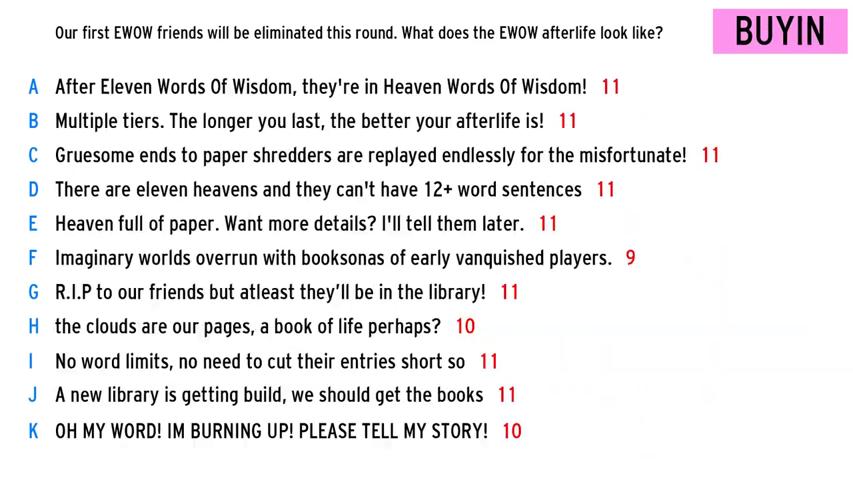 Our first EWOW friends will be eliminated this round. What does the EWOW afterlife look like?
BUYIN
A After Eleven Words Of Wisdom, they're in Heaven Words Of Wisdom! 11
B Multiple tiers. The longer you last, the better your afterlife is! 11
C Gruesome ends to paper shredders are replayed endlessly for the misfortunate! 11
D There are eleven heavens and they can't have 12+ word sentences 11
E Heaven full of paper. Want more details? I'll tell them later. 11
F Imaginary worlds overrun with booksonas of early vanquished players. 9
G R.I.P to our friends but atleast they’ll be in the library! 11
H the clouds are our pages, a book of life perhaps? 10
I No word limits, no need to cut their entries short so 11
J A new library is getting build, we should get the books 11
K OH MY WORD! IM BURNING UP! PLEASE TELL MY STORY! 10